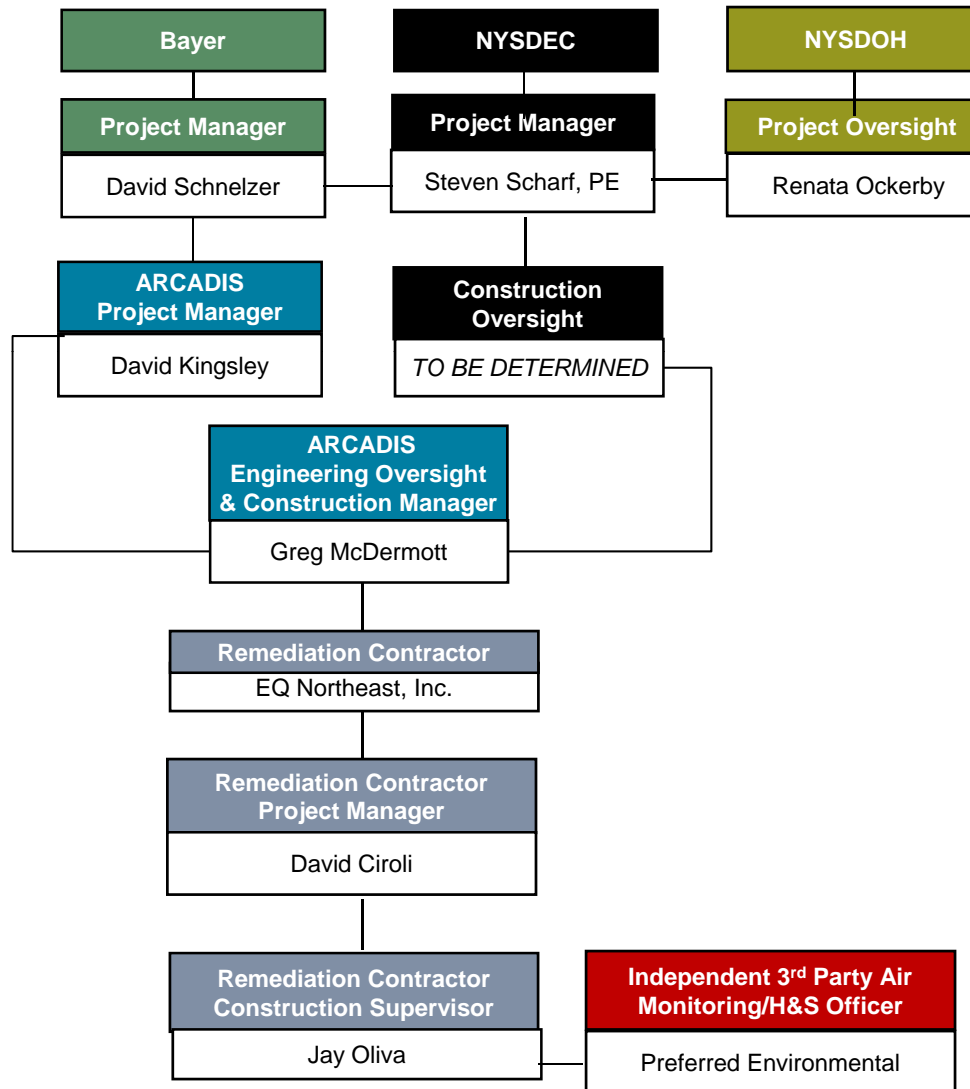 Bayer
NYSDEC
NYSDOH
Project Manager
David Schnelzer
Project Manager
Steven Scharf, PE
Project Oversight
Renata Ockerby
ARCADIS
Project Manager
David Kingsley
Construction
Oversight
TO BE DETERMINED
ARCADIS
Engineering Oversight
& Construction Manager
Greg McDermott
Remediation Contractor
EQ Northeast, Inc.
Remediation Contractor
Project Manager
David Ciroli
Remediation Contractor
Construction Supervisor
Jay Oliva
Independent 3rd Party Air
Monitoring/H&S Officer
Preferred Environmental